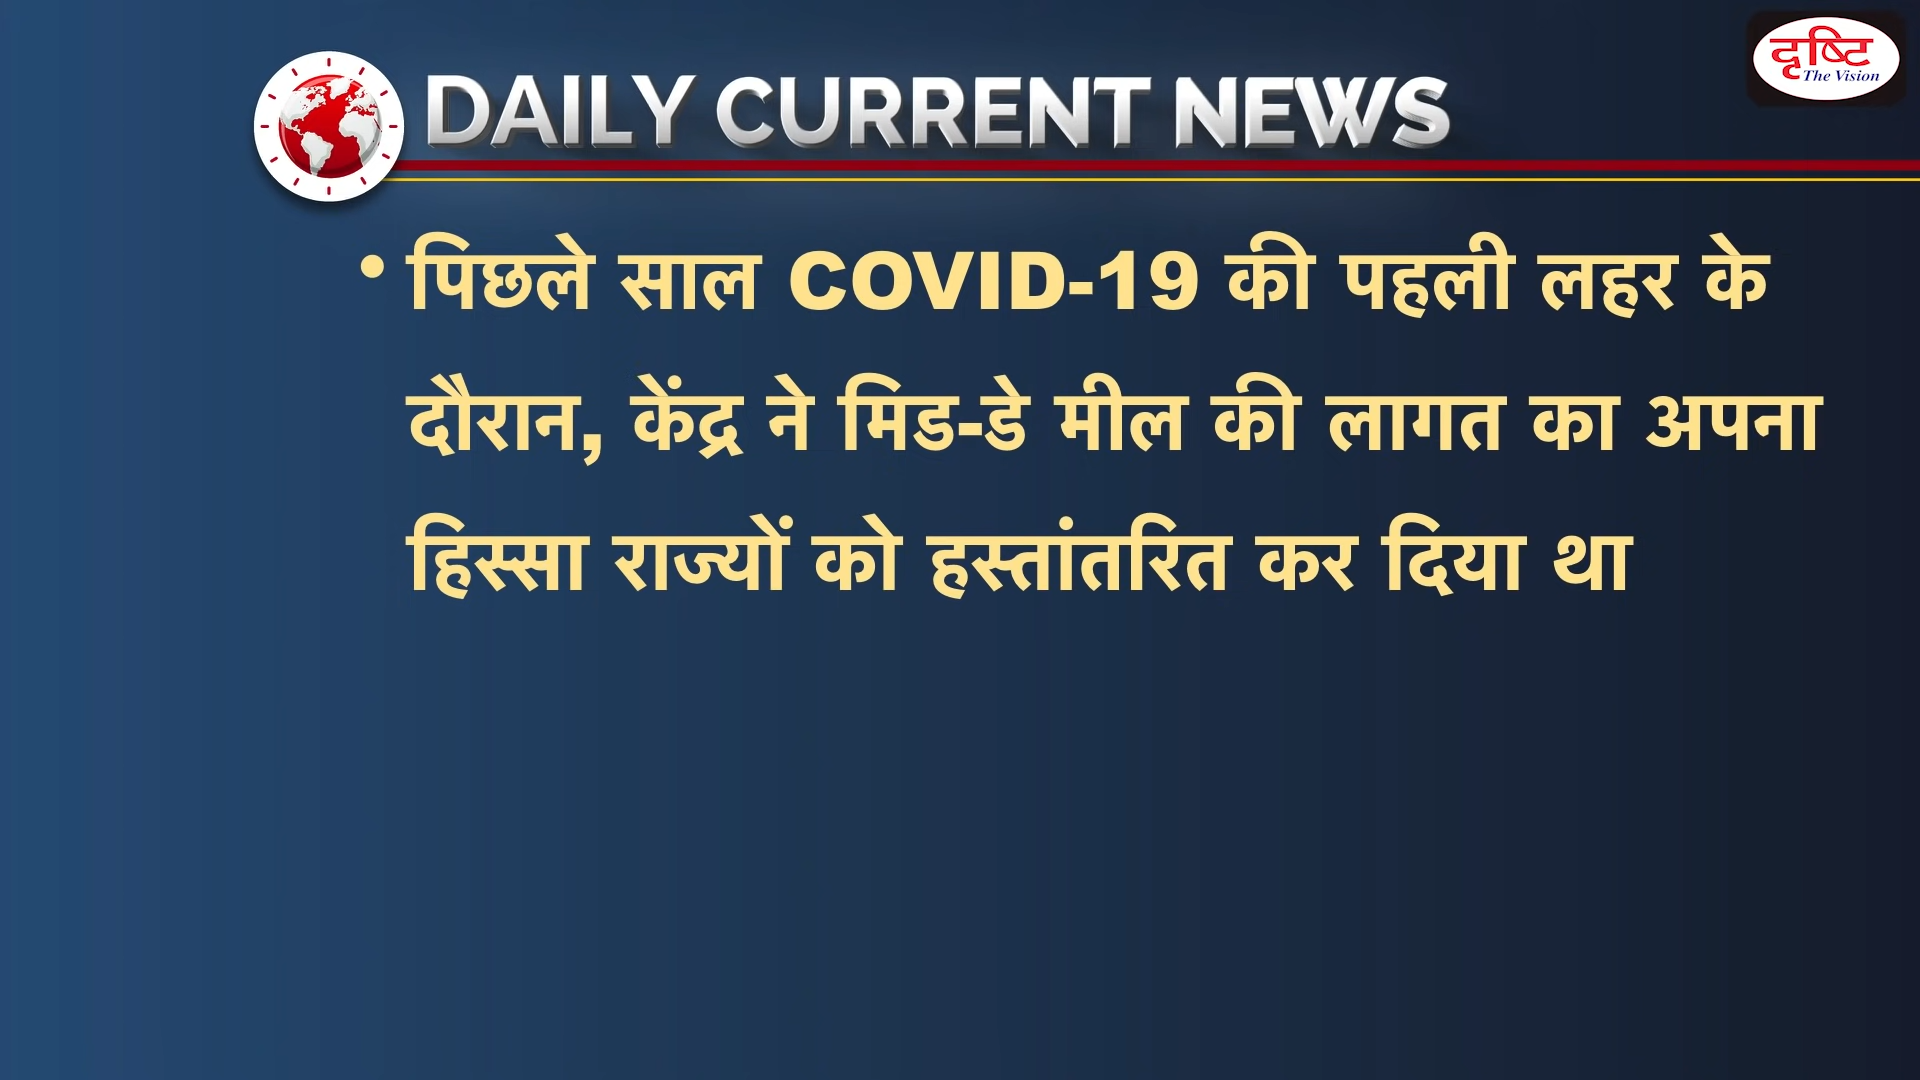 दृष्टि
The Vision
DAILY CURRENT NEWS
• पिछले साल COVID-19 की पहली लहर के
दौरान, केंद्र ने मिड-डे मील की लागत का अपना
हिस्सा राज्यों को हस्तांतरित कर दिया था